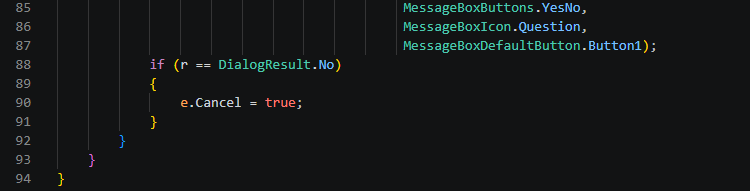 85 MessageBoxButtons.YesNo,
86 MessageBoxIcon.Question,
87 MessageBoxDefaultButton.Button1);
88 if (r == DialogResult.No)
89 {
90 e.Cancel = true;
91 }
92 }
93 }
94 }